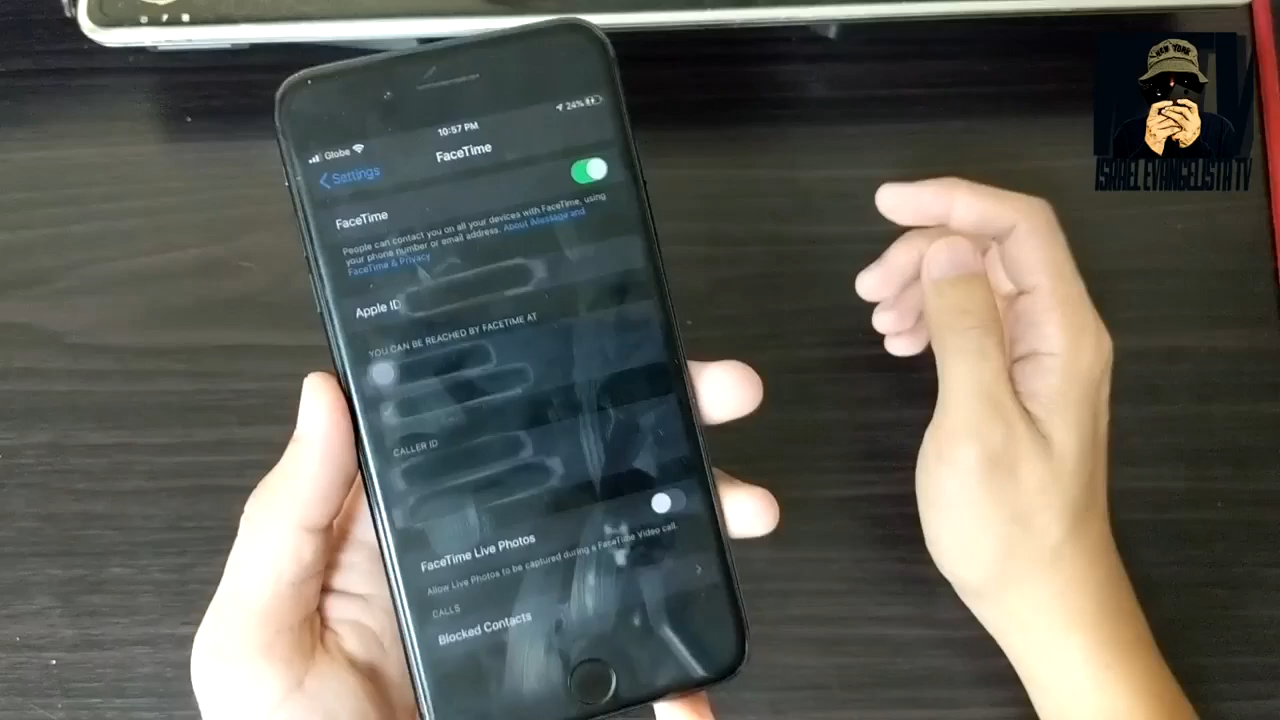 NEW YORK
ISRAEL EVANGELISTA TV
24%
10:57 PM
Globe
FaceTime
Settings
FaceTime
People can contact you on all your devices with FaceTime, using
your phone number or email address. About iMessage and
FaceTime & Privacy
Apple ID
YOU CAN BE REACHED BY FACETIME AT
CALLER ID
FaceTime Live Photos
Allow Live Photos to be captured during a FaceTime Video call.
CALLS
Blocked Contacts